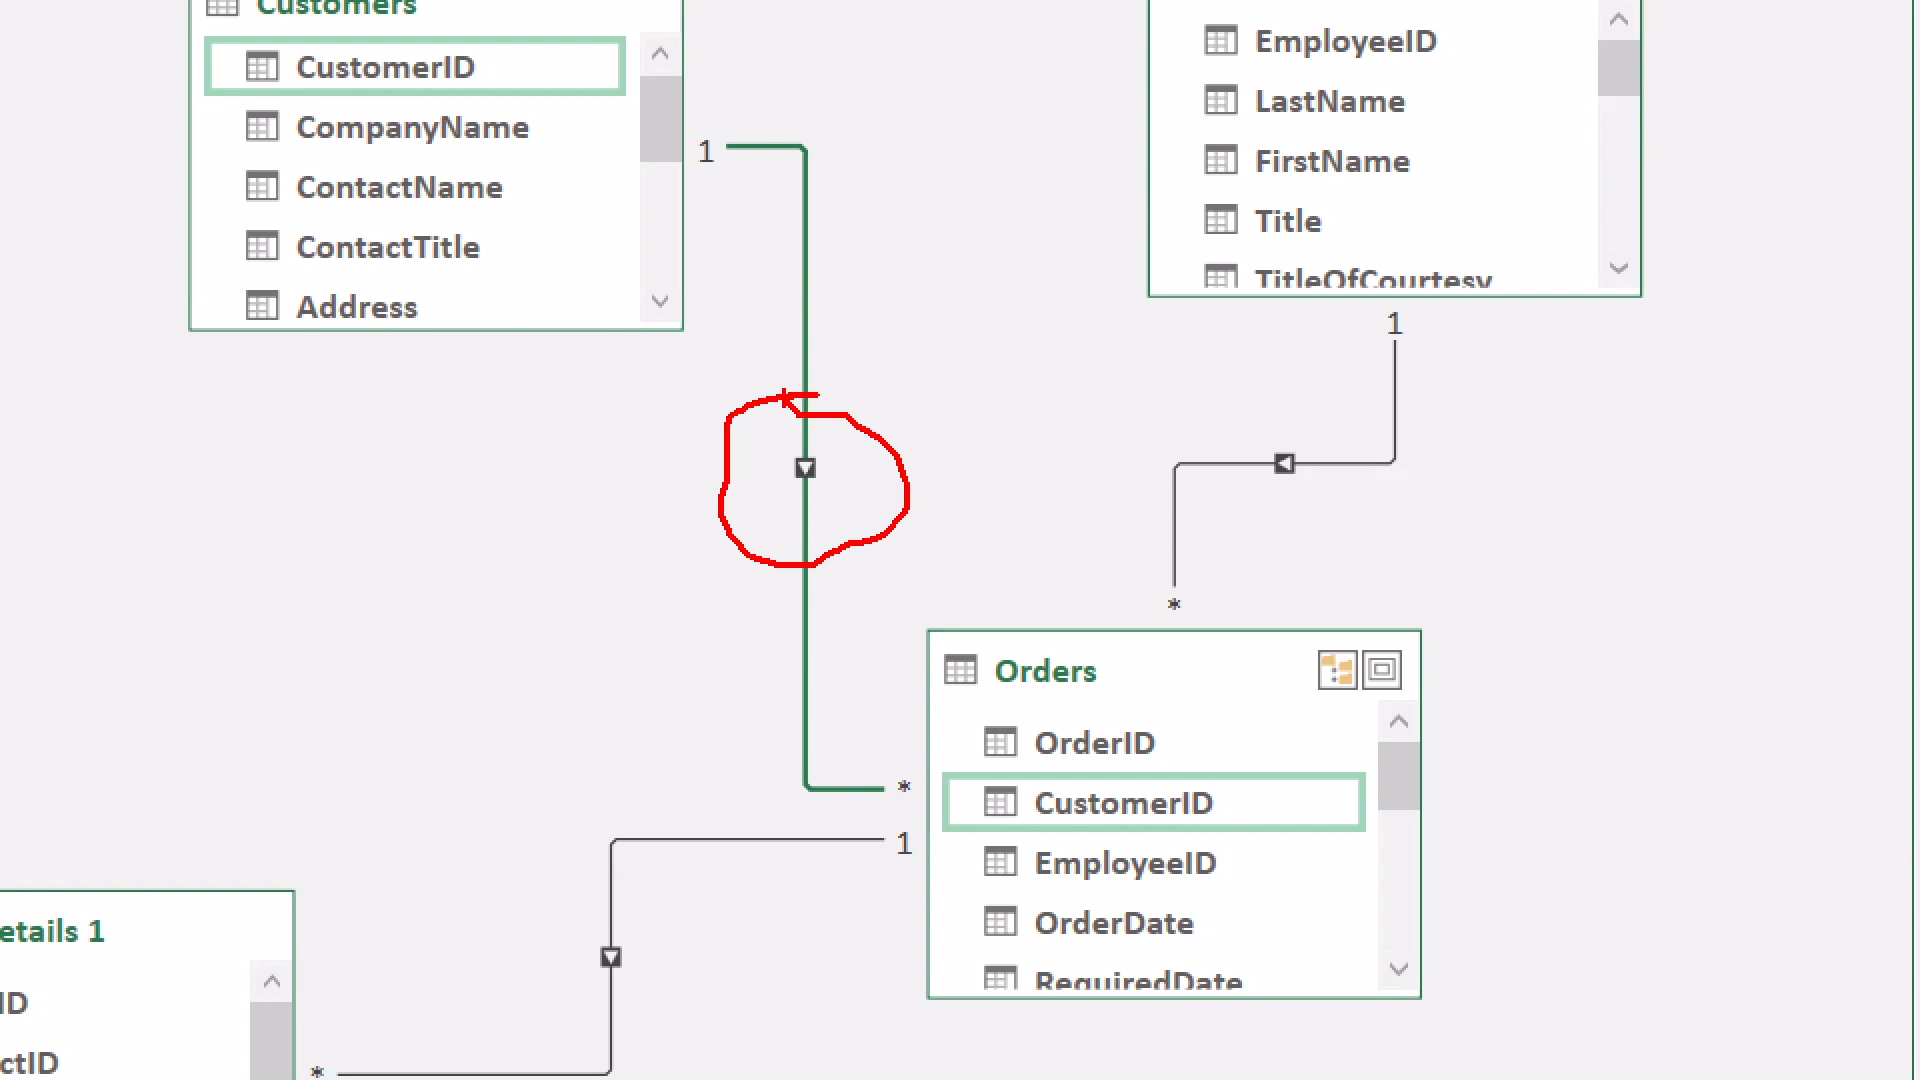 Customers
CustomerID
CompanyName
ContactName
ContactTitle
Address
1
EmployeeID
LastName
FirstName
Title
TitleOfCourtesy
1
*
Orders
OrderID
CustomerID
EmployeeID
OrderDate
RequiredDate
*
1
etails 1
ID
ctID
*